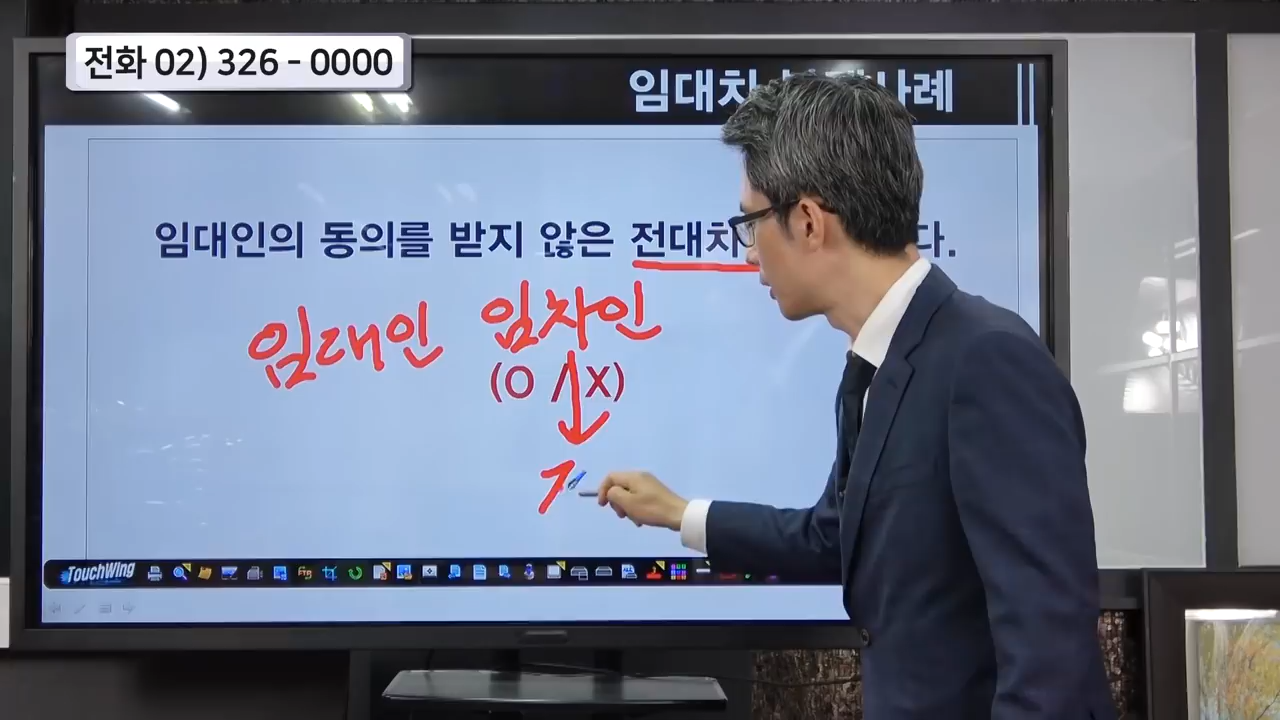 전화 02) 326 - 0000
임대차 사례
임대인의 동의를 받지 않은 전대차 다.
임대인 임차인
(O / X)
TouchWing